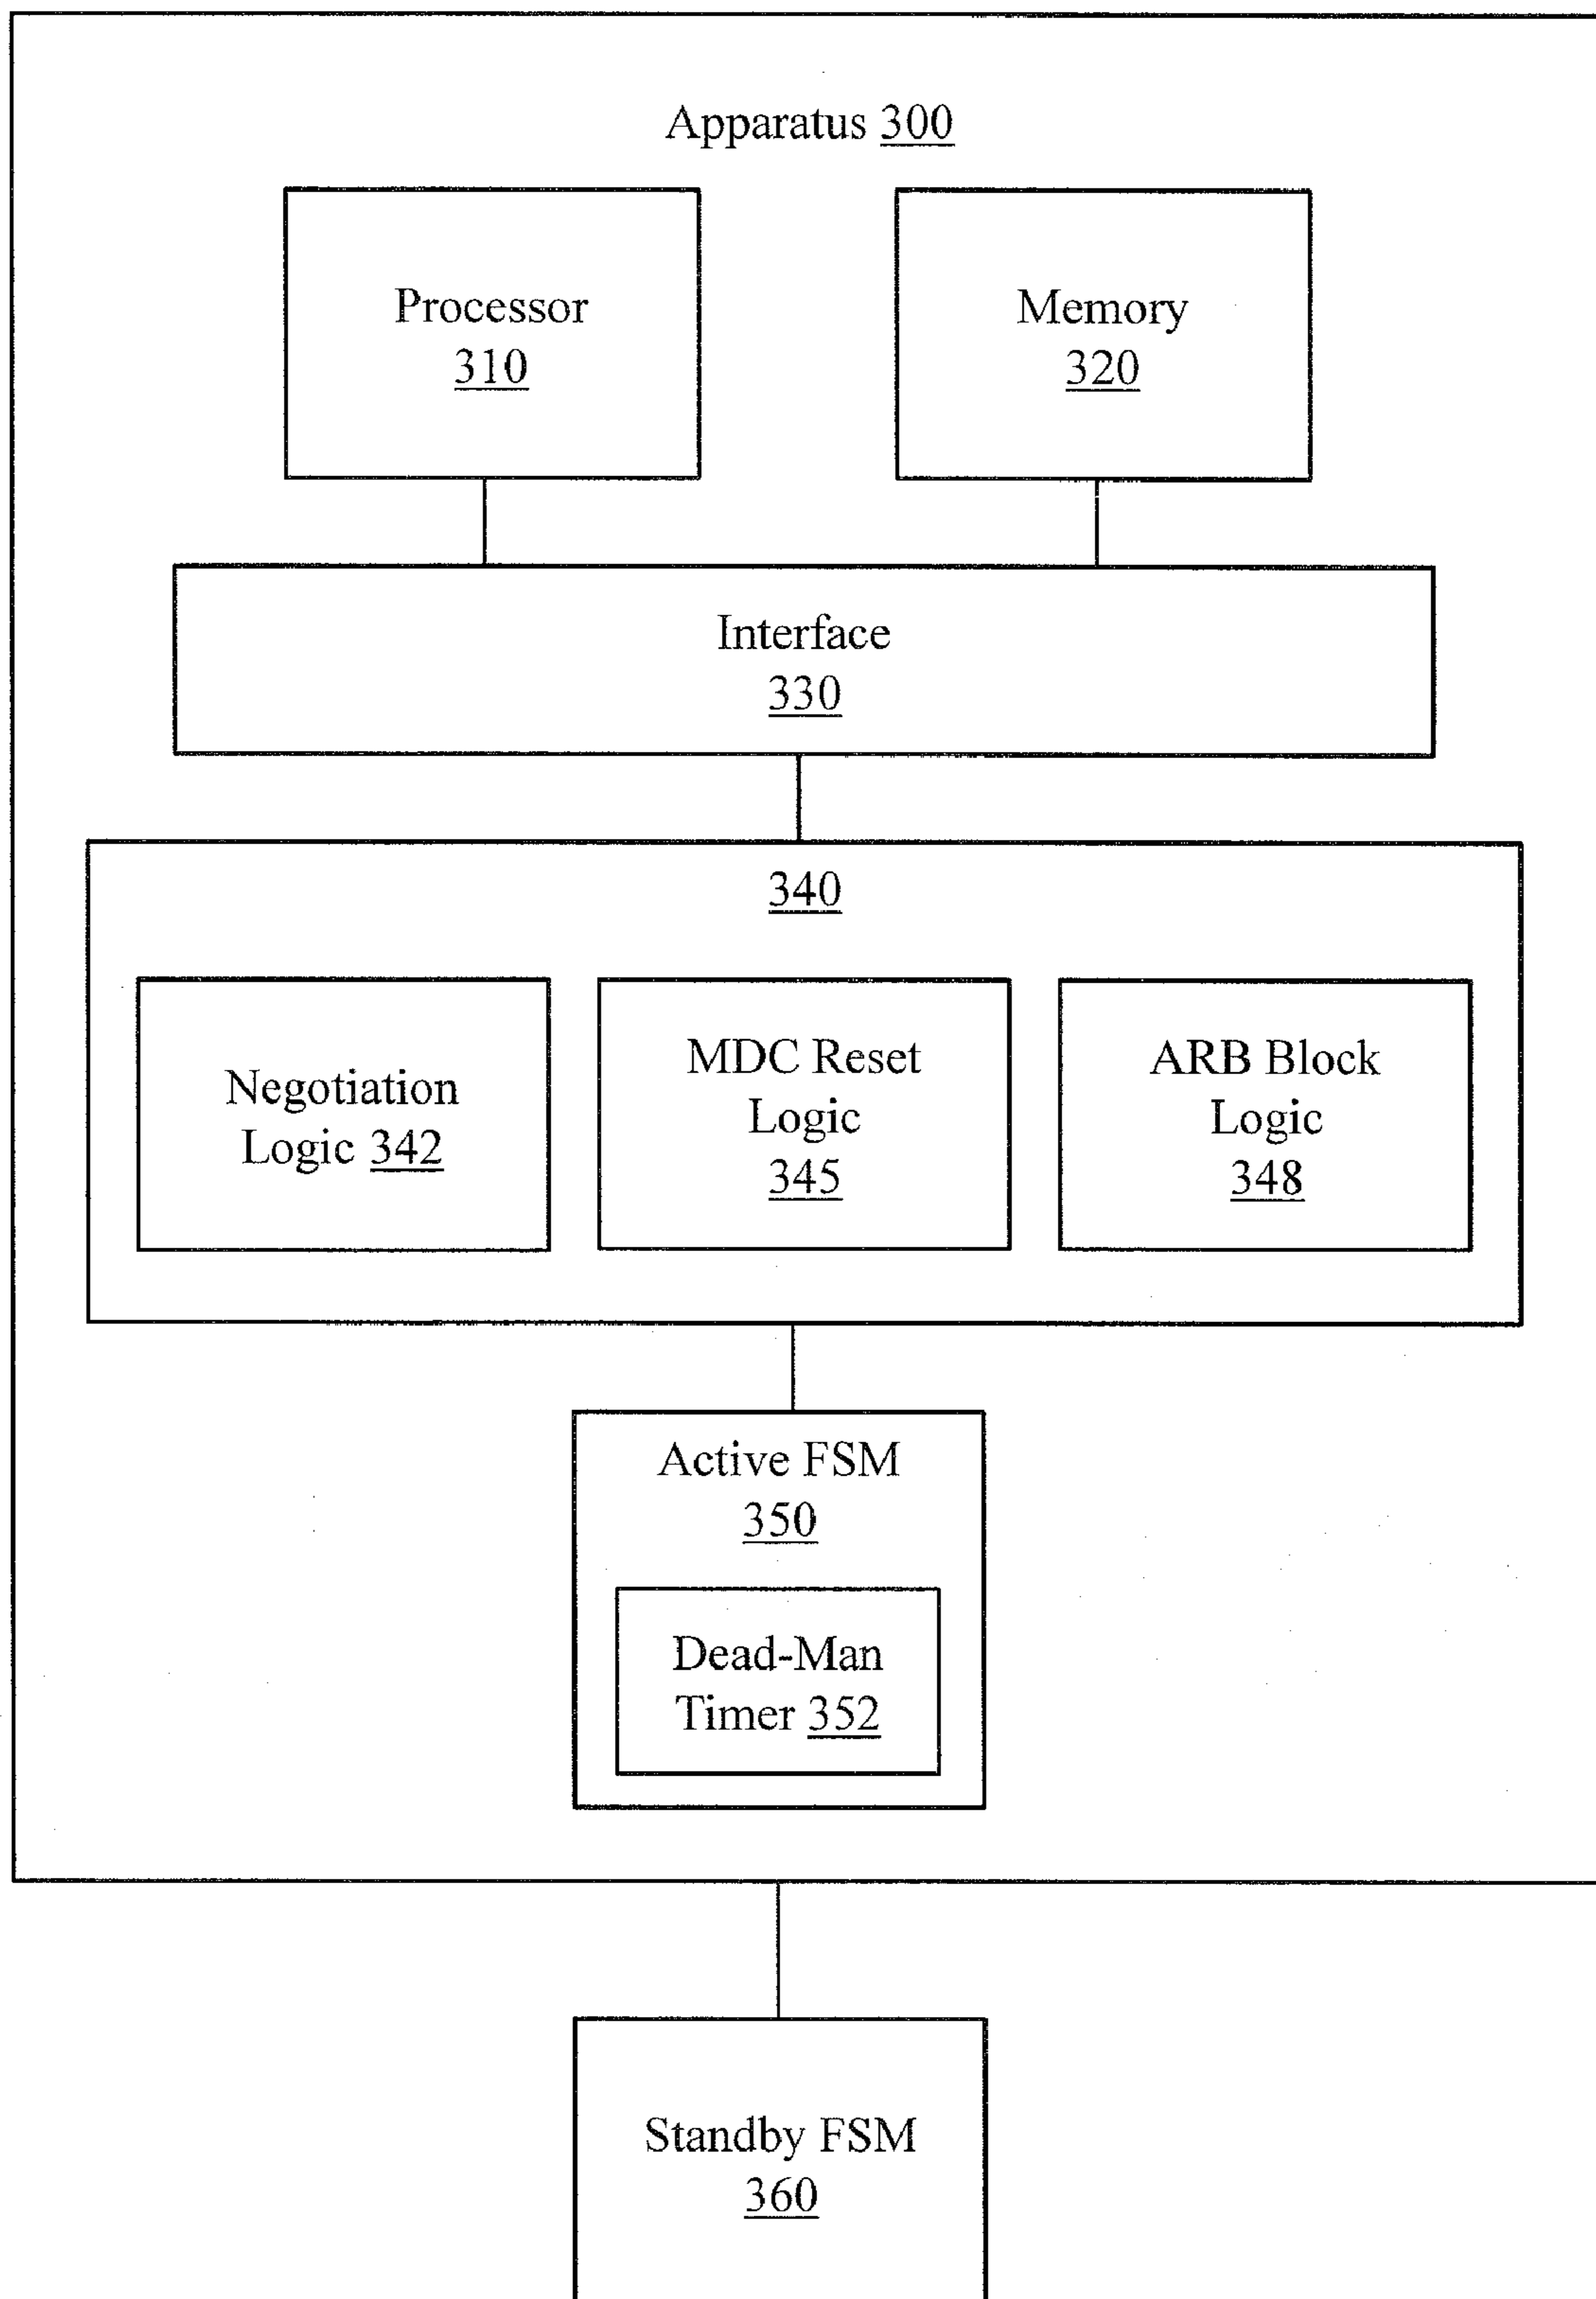 Apparatus 300
Processor
310
Memory
320
Interface
330
340
Negotiation
Logic 342
MDC Reset
Logic
345
ARB Block
Logic
348
Active FSM
350
Dead-Man
Timer 352
Standby FSM
360